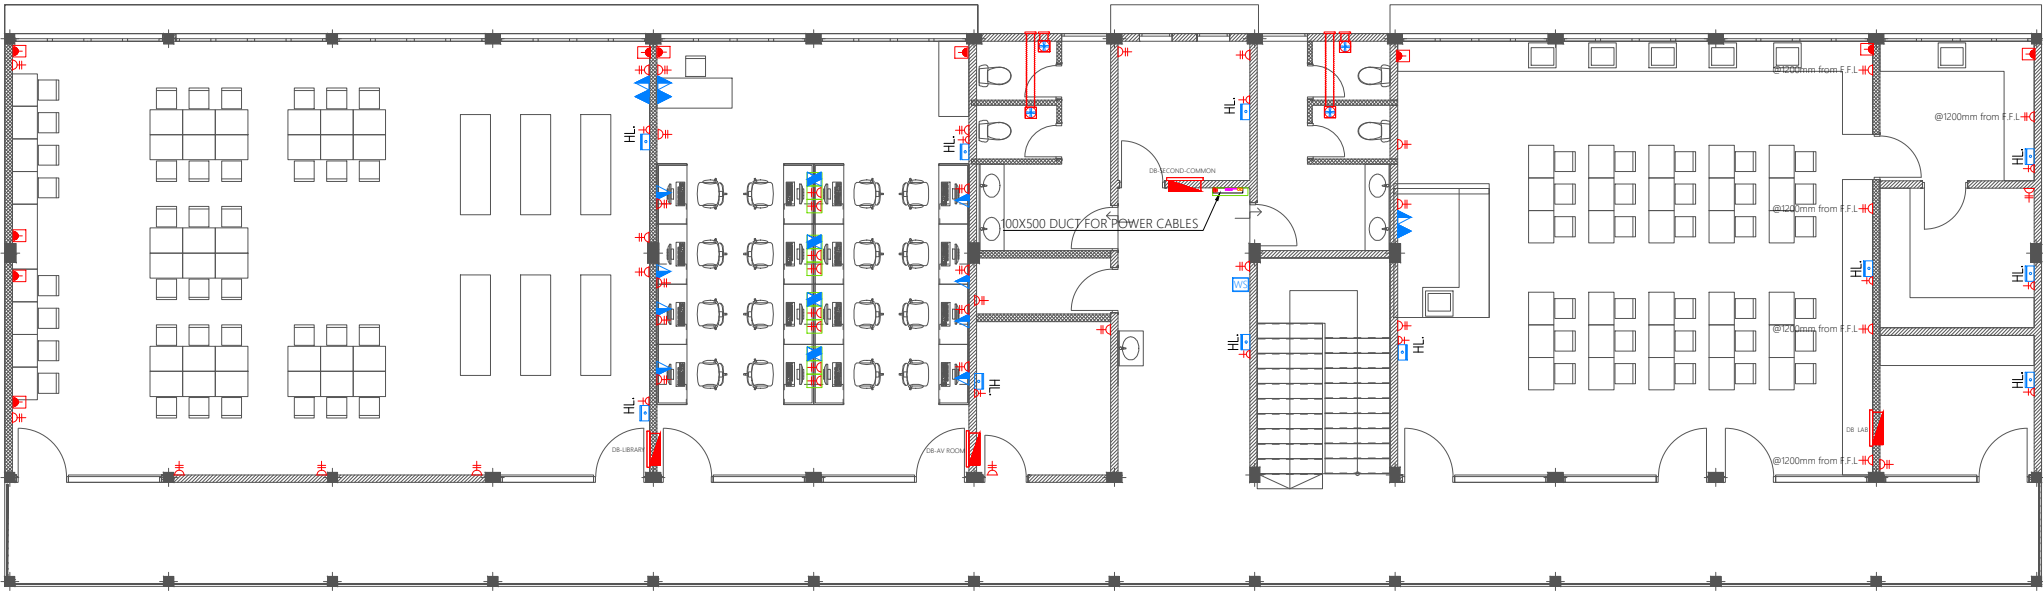 @1200mm from F.F.L
@1200mm from F.F.L
HL.
HL.
HL.
HL.
DB-SECOND-COMMON
@1200mm from F.F.L
100X500 DUCT FOR POWER CABLES
HL.
HL.
WS
@1200mm from F.F.L
HL.
HL.
HL.
HL.
HL.
DB LAB
DB-LIBRARY
DB-AV ROOM
@1200mm from F.F.L